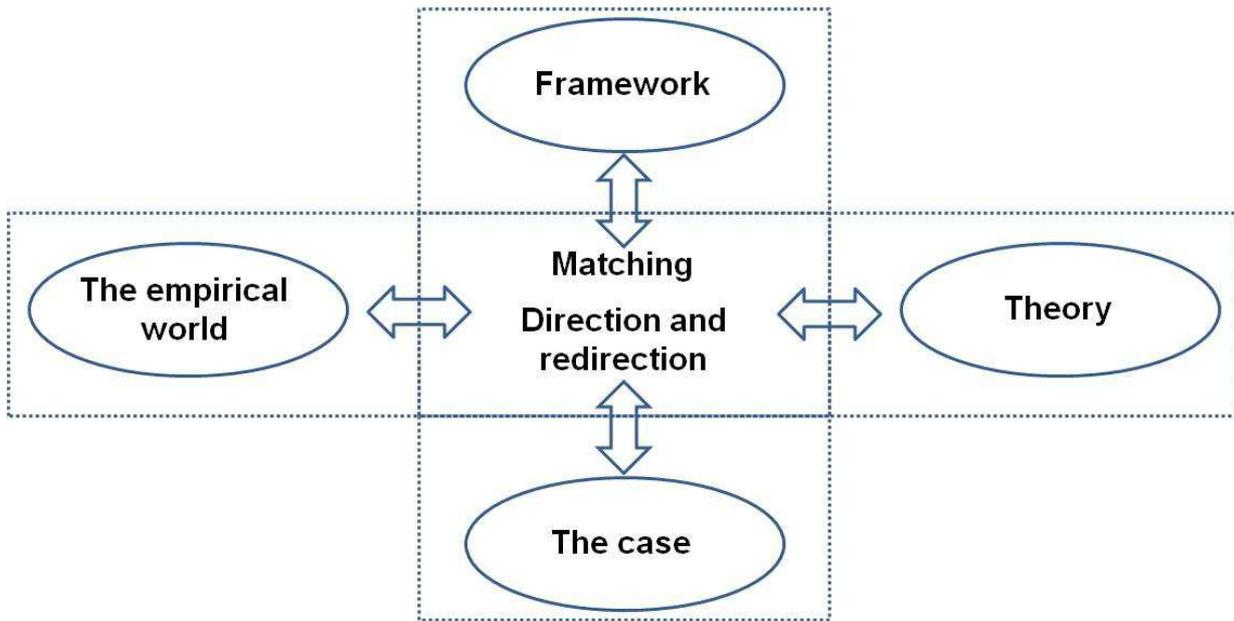 Framework
The empirical
world
Matching
Direction and
redirection
Theory
The case